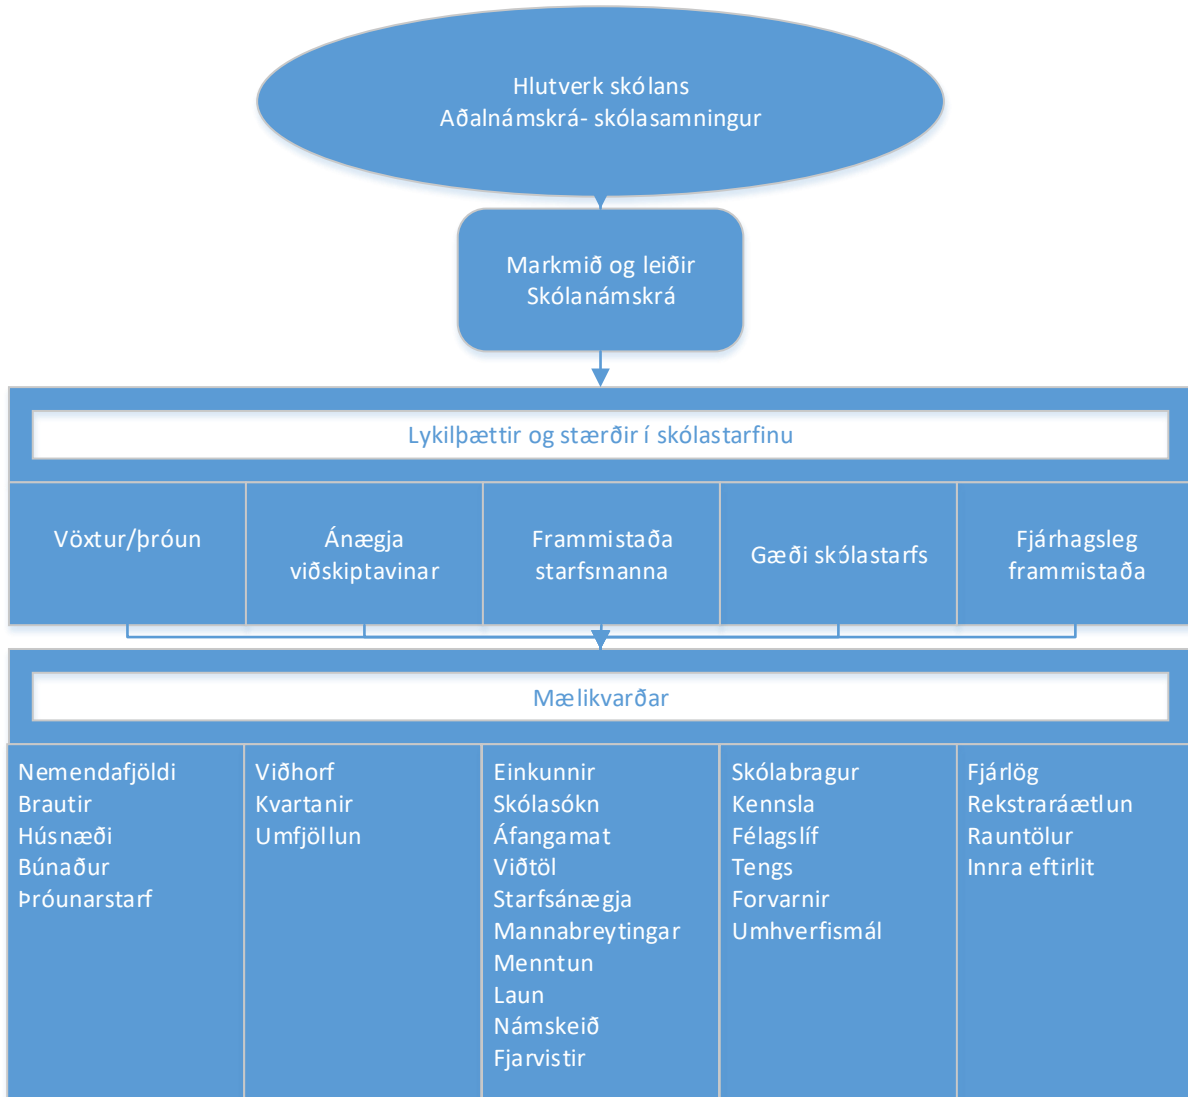 Hlutverk skólans
Aðalnámskrá- skólasamningur
Markmið og leiðir
Skólanámskrá
Lykilþættir og stærðir í skólastarfinu
Vöxtur/þróun
Ánægja
viðskiptavinar
Frammistaða
starfsmanna
Gæði skólastarfs
Fjárhagsleg
frammistaða
Mælikvarðar
Nemendafjöldi
Brautir
Húsnæði
Búnaður
Þróunarstarf
Viðhorf
Kvartanir
Umfjöllun
Einkunnir
Skólasókn
Áfangamat
Viðtöl
Starfsánægja
Mannabreytingar
Menntun
Laun
Námskeið
Fjarvistir
Skólabragur
Kennsla
Félagslíf
Tengs
Forvarnir
Umhverfismál
Fjárlög
Rekstraráætlun
Rauntölur
Innra eftirlit